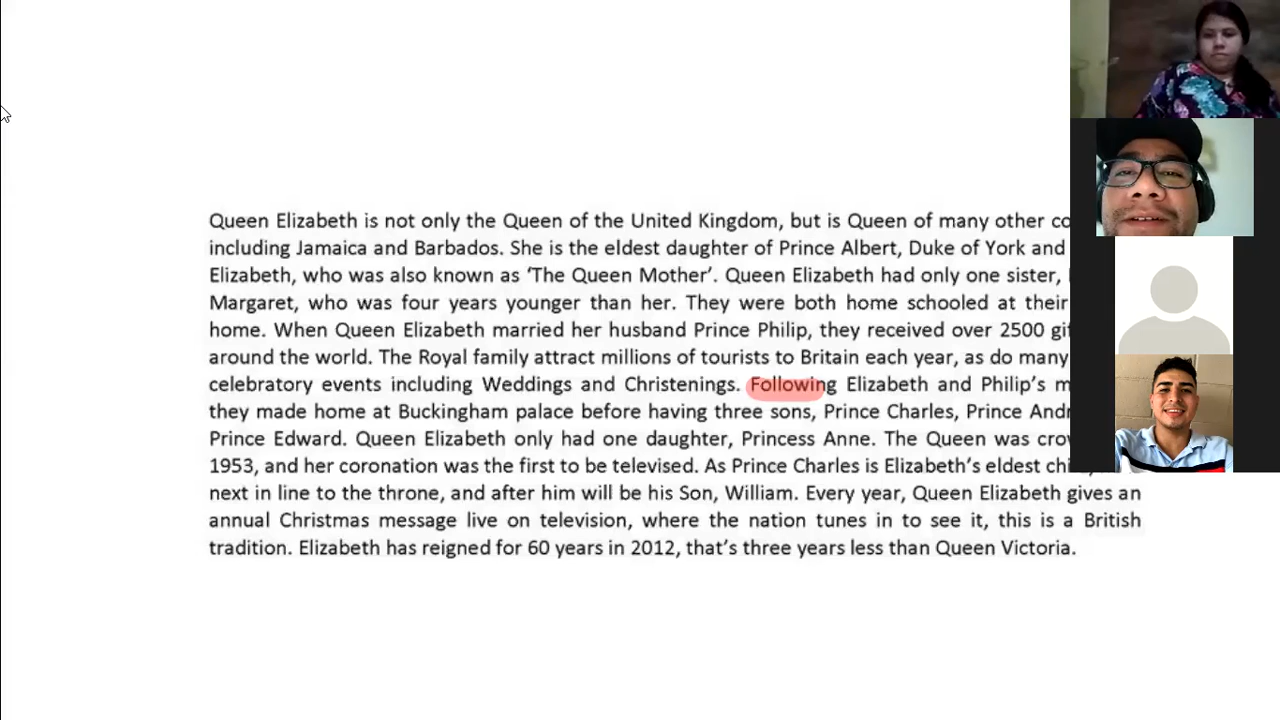 Queen Elizabeth is not only the Queen of the United Kingdom, but is Queen of many other
including Jamaica and Barbados. She is the eldest daughter of Prince Albert, Duke of York and
Elizabeth, who was also known as ‘The Queen Mother’. Queen Elizabeth had only one sister,
Margaret, who was four years younger than her. They were both home schooled at their
home. When Queen Elizabeth married her husband Prince Philip, they received over 2500
around the world. The Royal family attract millions of tourists to Britain each year, as do many
celebratory events including Weddings and Christenings. Following Elizabeth and Philip’s
they made home at Buckingham palace before having three sons, Prince Charles, Prince
Prince Edward. Queen Elizabeth only had one daughter, Princess Anne. The Queen was
1953, and her coronation was the first to be televised. As Prince Charles is Elizabeth’s eldest
next in line to the throne, and after him will be his Son, William. Every year, Queen Elizabeth gives an
annual Christmas message live on television, where the nation tunes in to see it, this is a British
tradition. Elizabeth has reigned for 60 years in 2012, that’s three years less than Queen Victoria.